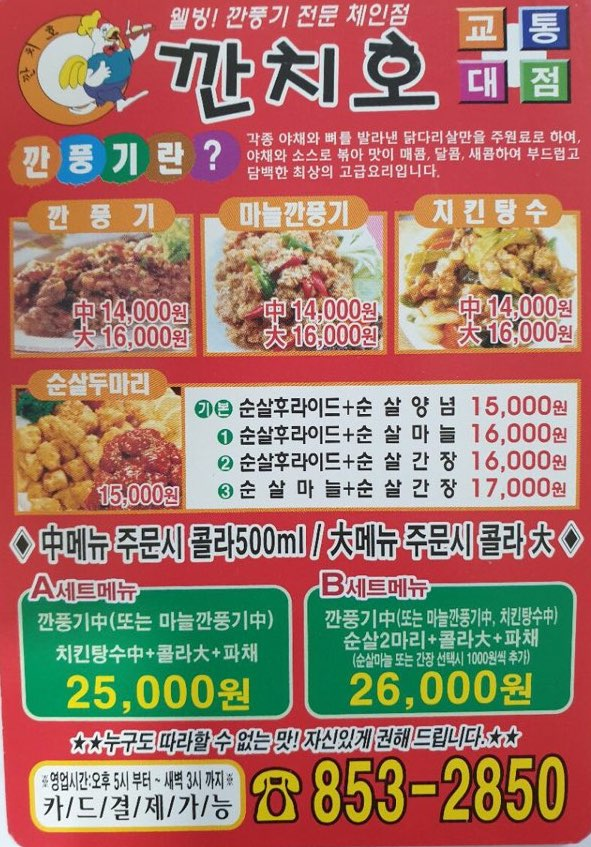 깐치호
웰빙! 깐풍기 전문 체인점
깐치호
교통
대점
깐풍기란?
각종 야채와 뼈를 발라낸 닭다리살만을 주원료로 하여,
야채와 소스로 볶아 맛이 매콤, 달콤, 새콤하여 부드럽고
담백한 최상의 고급요리입니다.
깐풍기
中 14,000원
大 16,000원
마늘깐풍기
中 14,000원
大 16,000원
치킨탕수
中 14,000원
大 16,000원
순살두마리
15,000원
기본 순살후라이드+순 살 양 념 15,000원
1 순살후라이드+순 살 마 늘 16,000원
2 순살후라이드+순 살 간 장 16,000원
3 순 살 마 늘+순 살 간 장 17,000원
◈ 中메뉴 주문시 콜라500ml / 大메뉴 주문시 콜라 大 ◈
A세트메뉴
깐풍기中(또는 마늘깐풍기中)
치킨탕수中+콜라大+파채
25,000원
B세트메뉴
깐풍기中(또는 마늘깐풍기中, 치킨탕수中)
순살2마리+콜라大+파채
(순살마늘 또는 간장 선택시 1000원씩 추가)
26,000원
★★누구도 따라할 수 없는 맛! 자신있게 권해 드립니다.★★
※영업시간:오후 5시 부터 ~ 새벽 3시 까지※
카/드/결/제/가/능
☎853-2850